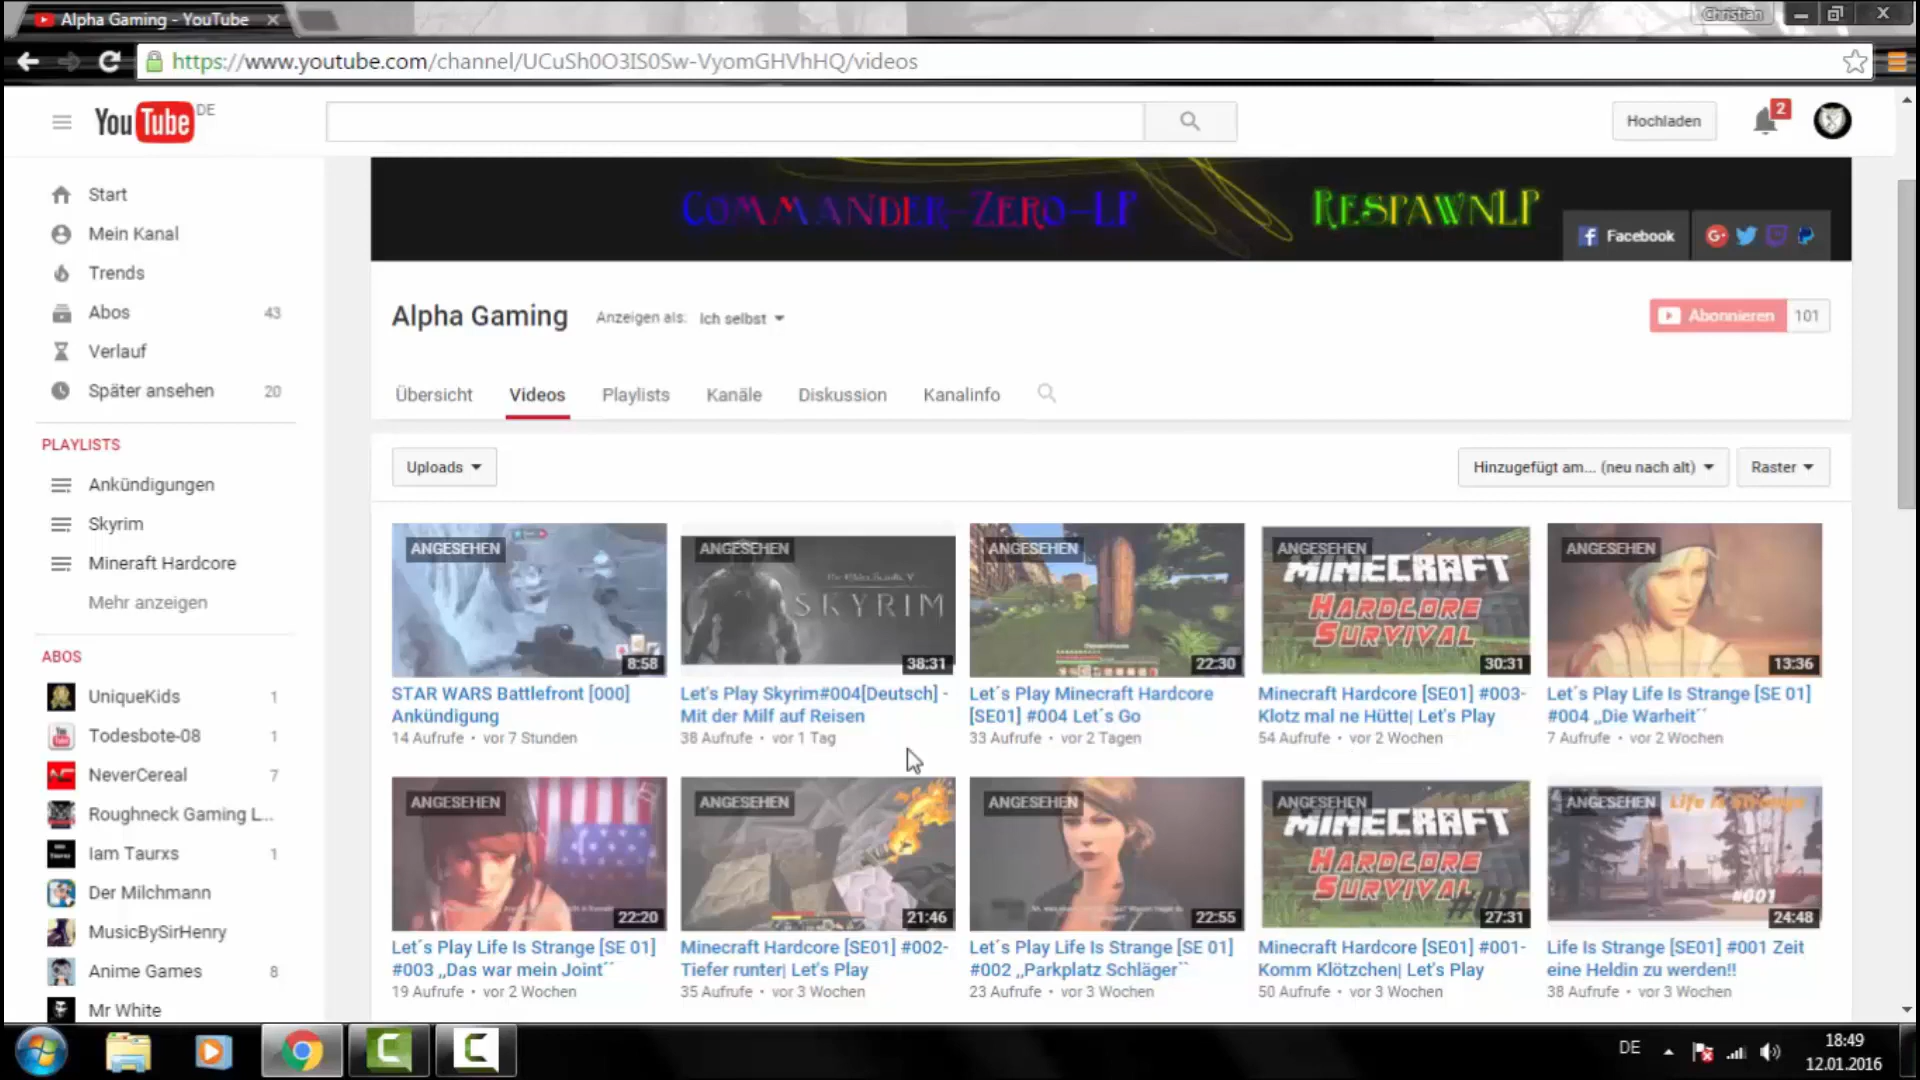 Alpha Gaming - YouTube
Christian
https://www.youtube.com/channel/UCuSh0O3IS0Sw-VyomGHVhHQ/videos
YouTube DE
Hochladen
2
Start
Mein Kanal
Trends
Abos 43
Verlauf
Später ansehen 20
PLAYLISTS
Ankündigungen
Skyrim
Mineraft Hardcore
Mehr anzeigen
ABOS
UniqueKids 1
Todesbote-08 1
NeverCereal 7
Roughneck Gaming L...
Iam Taurxs 1
Der Milchmann
MusicBySirHenry
Anime Games 8
Mr White
COMMANDER-ZERO-LP RESPAWNLP
Facebook
Alpha Gaming Anzeigen als: Ich selbst
Abonnieren 101
Übersicht Videos Playlists Kanäle Diskussion Kanalinfo
Uploads Hinzugefügt am... (neu nach alt) Raster
ANGESEHEN
8:58
STAR WARS Battlefront [000]
Ankündigung
14 Aufrufe • vor 7 Stunden
ANGESEHEN
SKYRIM
38:31
Let's Play Skyrim#004[Deutsch] -
Mit der Milf auf Reisen
38 Aufrufe • vor 1 Tag
ANGESEHEN
22:30
Let´s Play Minecraft Hardcore
[SE01] #004 Let´s Go
33 Aufrufe • vor 2 Tagen
ANGESEHEN
MINECRAFT
HARDCORE
SURVIVAL
30:31
Minecraft Hardcore [SE01] #003-
Klotz mal ne Hütte| Let's Play
54 Aufrufe • vor 2 Wochen
ANGESEHEN
13:36
Let´s Play Life Is Strange [SE 01]
#004 ,,Die Warheit´´
7 Aufrufe • vor 2 Wochen
ANGESEHEN
22:20
Let´s Play Life Is Strange [SE 01]
#003 ,,Das war mein Joint´´
19 Aufrufe • vor 2 Wochen
ANGESEHEN
21:46
Minecraft Hardcore [SE01] #002-
Tiefer runter| Let's Play
35 Aufrufe • vor 3 Wochen
ANGESEHEN
22:55
Let´s Play Life Is Strange [SE 01]
#002 ,,Parkplatz Schläger``
23 Aufrufe • vor 3 Wochen
ANGESEHEN
MINECRAFT
HARDCORE
SURVIVAL
#01
27:31
Minecraft Hardcore [SE01] #001-
Komm Klötzchen| Let's Play
50 Aufrufe • vor 3 Wochen
ANGESEHEN
Life is Strange
#001
24:48
Life Is Strange [SE01] #001 Zeit
eine Heldin zu werden!!
38 Aufrufe • vor 3 Wochen
DE
18:49
12.01.2016